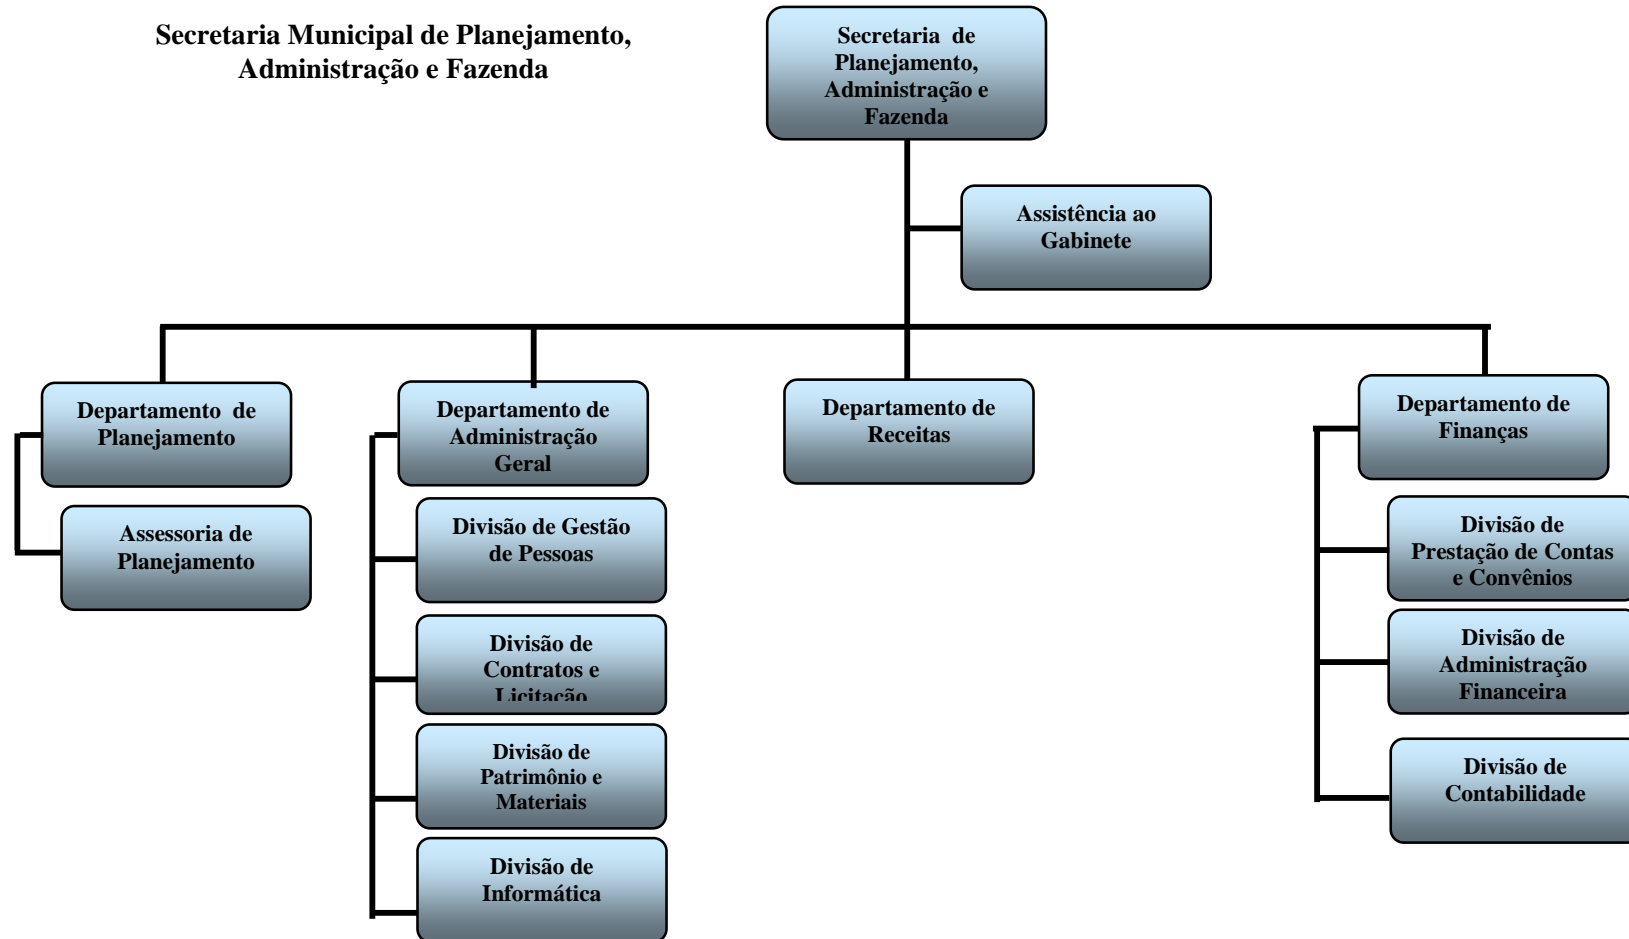 Secretaria Municipal de Planejamento,
Administração e Fazenda
Secretaria de
Planejamento,
Administração e
Fazenda
Assistência ao
Gabinete
Departamento de
Planejamento
Assessoria de
Planejamento
Departamento de
Administração
Geral
Divisão de Gestão
de Pessoas
Divisão de
Contratos e
Licitação
Divisão de
Patrimônio e
Materiais
Divisão de
Informática
Departamento de
Receitas
Departamento de
Finanças
Divisão de
Prestação de Contas
e Convênios
Divisão de
Administração
Financeira
Divisão de
Contabilidade